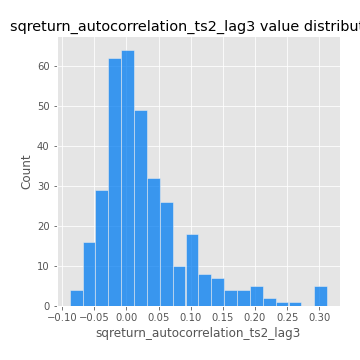 sqreturn_autocorrelation_ts2_lag3 value distribut
Count
60
50
40
30
20
10
0
−0.10 −0.05 0.00 0.05 0.10 0.15 0.20 0.25 0.30
sqreturn_autocorrelation_ts2_lag3